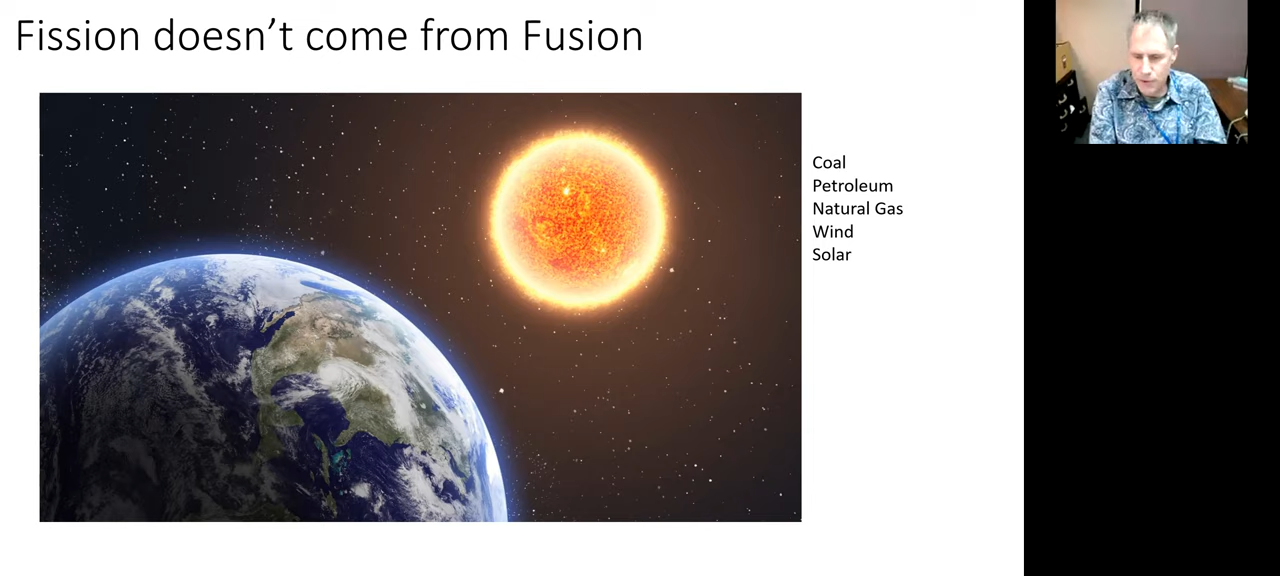 Fission doesn’t come from Fusion
Coal
Petroleum
Natural Gas
Wind
Solar